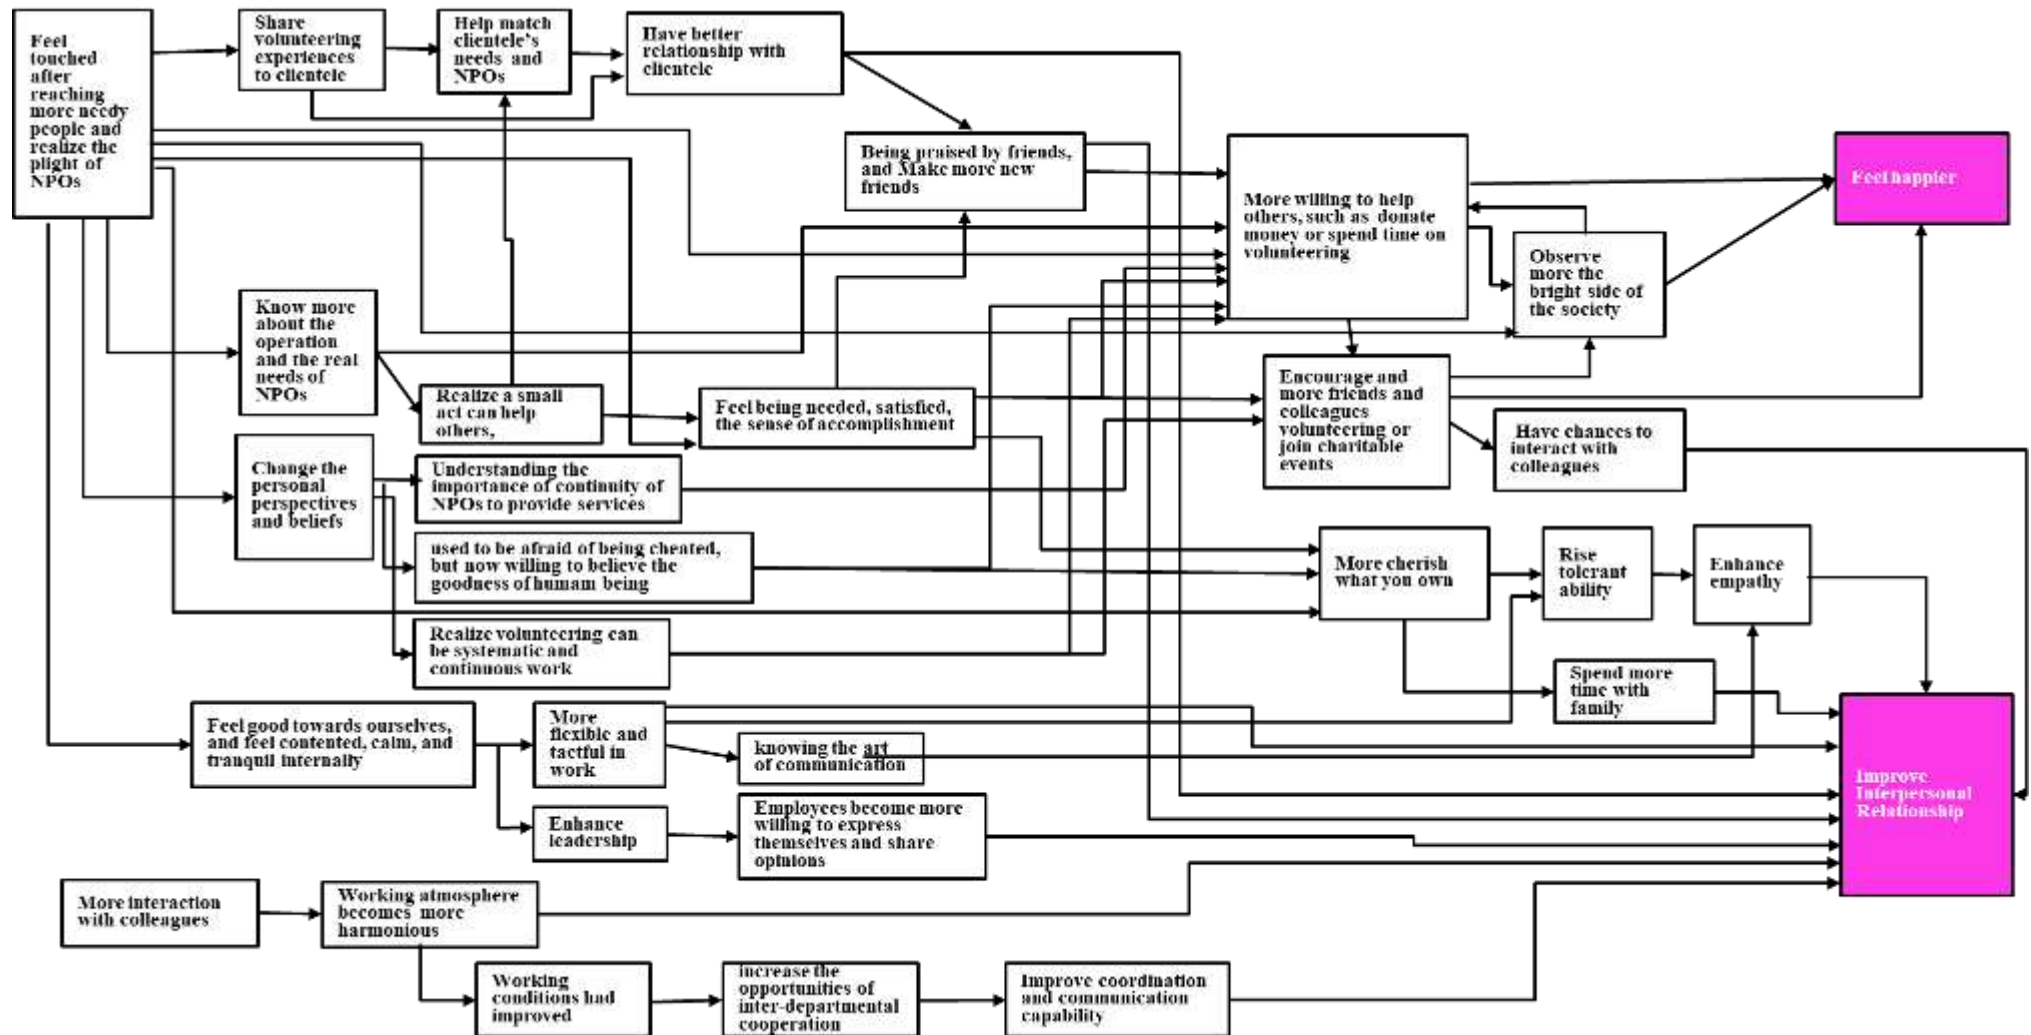 Feel
touched
after
reaching
more needy
people and
realize the
plight of
NPOs
Share
volunteering
experiences
to clientele
Help match
clientele's
needs and
NPOs
Have better
relationship with
clientele
Being praised by friends,
and Make more new
friends
More willing to help
others, such as donate
money or spend time on
volunteering
Feel happier
Observe
more the
bright side of
the society
Know more
about the
operation
and the real
needs of
NPOs
Realize a small
act can help
others,
Feel being needed, satisfied,
the sense of accomplishment
Encourage and
more friends and
colleagues
volunteering or
join charitable
events
Have chances to
interact with
colleagues
Change the
personal
perspectives
and beliefs
Understanding the
importance of continuity of
NPOs to provide services
used to be afraid of being cheated,
but now willing to believe the
goodness of humam being
Realize volunteering can
be systematic and
continuous work
More cherish
what you own
Rise
tolerant
ability
Enhance
empathy
Spend more
time with
family
Feel good towards ourselves,
and feel contented, calm, and
tranquil internally
More
flexible and
tactful in
work
knowing the art
of communication
Enhance
leadership
Employees become more
willing to express
themselves and share
opinions
Improve
Interpersonal
Relationship
More interaction
with colleagues
Working atmosphere
becomes more
harmonious
Working
conditions had
improved
increase the
opportunities of
inter-departmental
cooperation
Improve coordination
and communication
capability